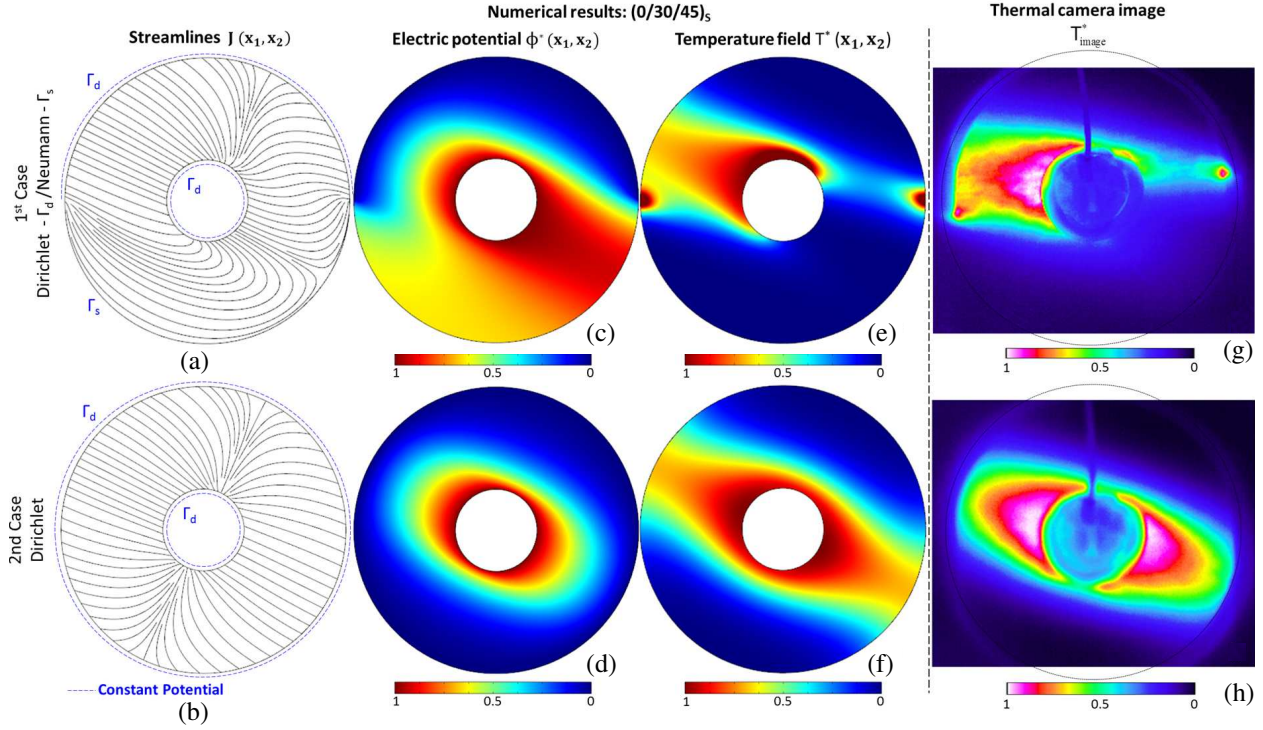 Numerical results: (0/30/45)s
Thermal camera image
T*image
Streamlines J (x1, x2)
Electric potential ϕ* (x1, x2)
Temperature field T* (x1, x2)
1st Case
Dirichlet - Γd /Neumann - Γs
Γd
Γd
Γs
(a)
(c)
1 0.5 0
(e)
1 0.5 0
(g)
1 0.5 0
2nd Case
Dirichlet
Γd
Γd
Constant Potential
(b)
(d)
1 0.5 0
(f)
1 0.5 0
(h)
1 0.5 0